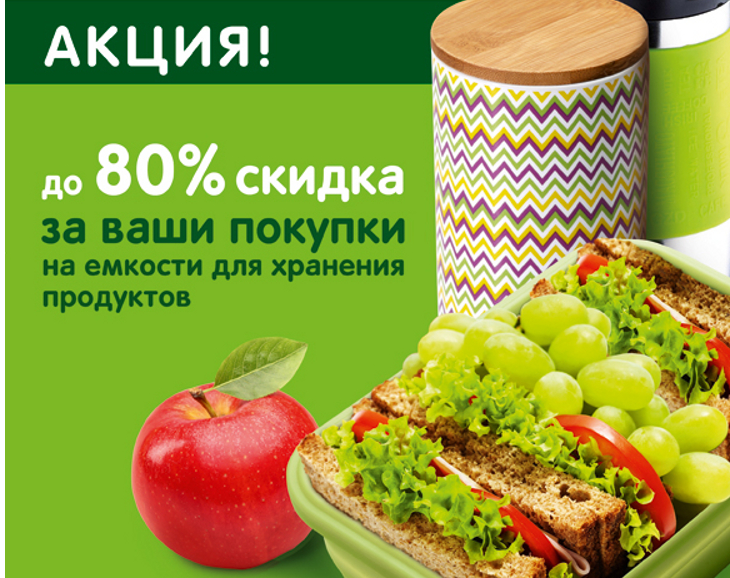 АКЦИЯ!
до 80% скидка
за ваши покупки
на емкости для хранения
продуктов